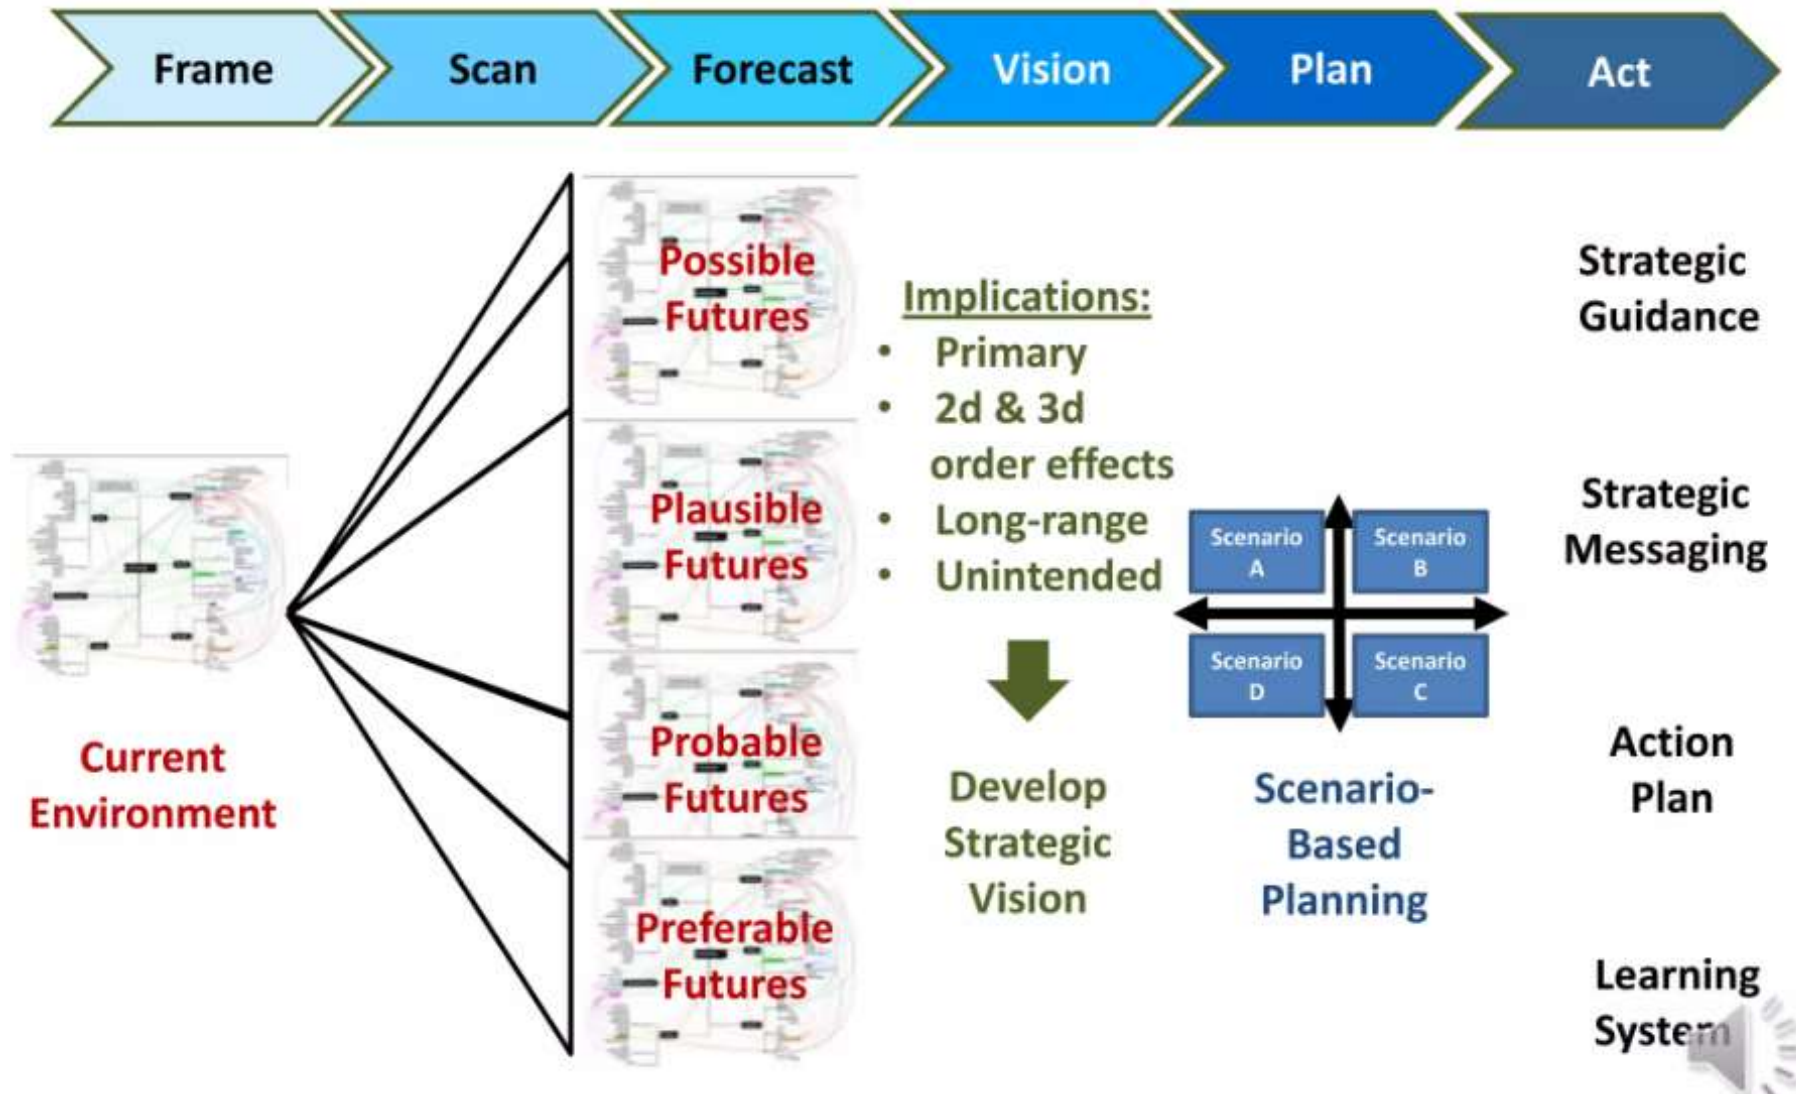 Frame
Scan
Forecast
Vision
Plan
Act
Current
Environment
Possible
Futures
Plausible
Futures
Probable
Futures
Preferable
Futures
Implications:
• Primary
• 2d & 3d
order effects
• Long-range
• Unintended
Develop
Strategic
Vision
Scenario
A
Scenario
B
Scenario
D
Scenario
C
Scenario-
Based
Planning
Strategic
Guidance
Strategic
Messaging
Action
Plan
Learning
System